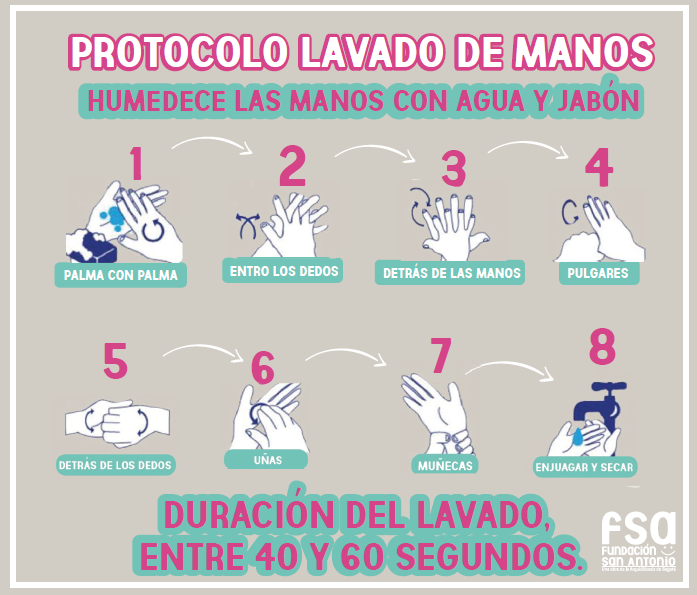 PROTOCOLO LAVADO DE MANOS
HUMEDECE LAS MANOS CON AGUA Y JABÓN
1
2
3
4
PALMA CON PALMA
ENTRO LOS DEDOS
DETRÁS DE LAS MANOS
PULGARES
5
6
7
8
DETRÁS DE LOS DEDOS
UÑAS
MUÑECAS
ENJUAGAR Y SECAR
DURACIÓN DEL LAVADO,
ENTRE 40 Y 60 SEGUNDOS.
fsa
FUNDACIÓN
SAN ANTONIO